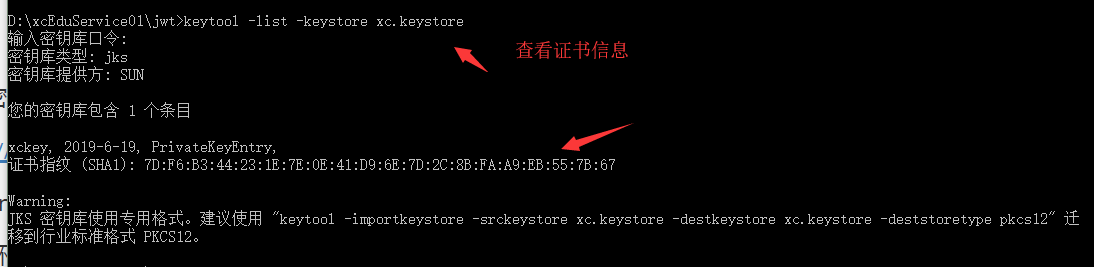 D:\xcEduService01\jwt>keytool -list -keystore xc.keystore
输入密钥库口令:
查看证书信息
密钥库类型: jks
密钥库提供方: SUN
您的密钥库包含 1 个条目
xckey, 2019-6-19, PrivateKeyEntry,
证书指纹 (SHA1): 7D:F6:B3:44:23:1E:7E:0E:41:D9:6E:7D:2C:8B:FA:A9:EB:55:7B:67
Warning:
JKS 密钥库使用专用格式。建议使用 "keytool -importkeystore -srckeystore xc.keystore -destkeystore xc.keystore -deststoretype pkcs12" 迁
移到行业标准格式 PKCS12。